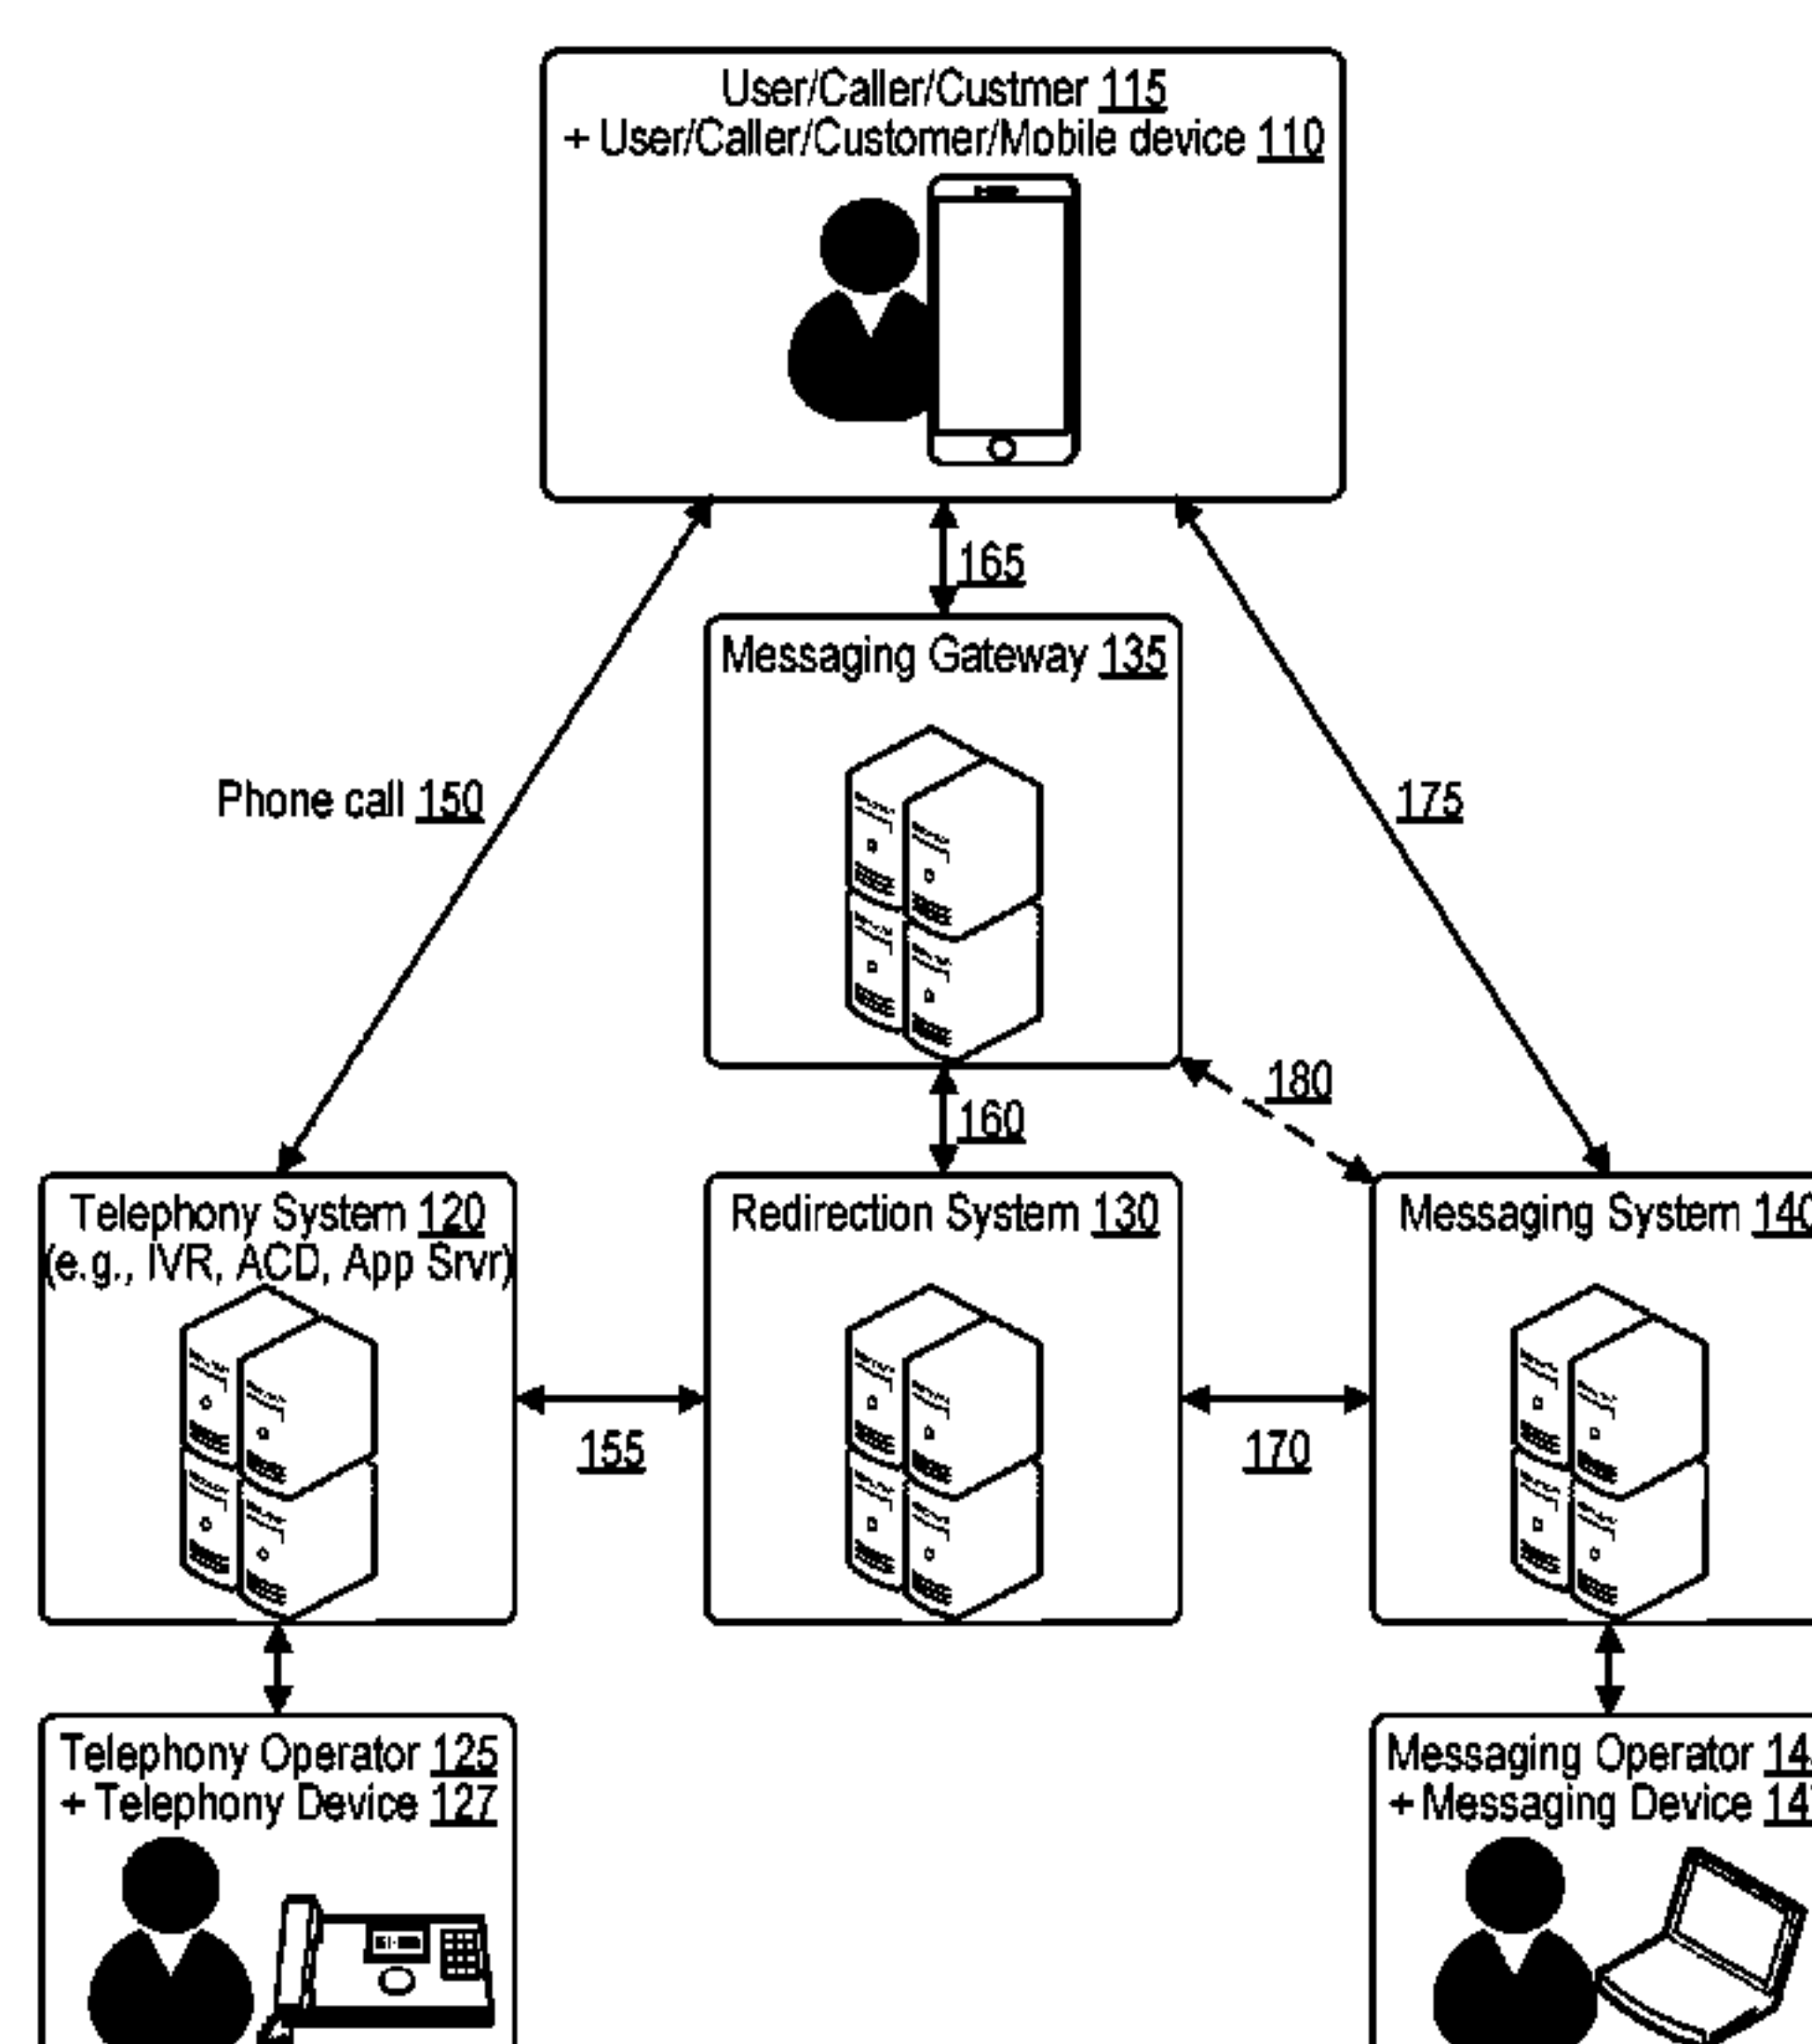 User/Caller/Custmer 115
+ User/Caller/Customer/Mobile device 110
165
Messaging Gateway 135
Phone call 150
175
180
160
Telephony System 120
(e.g., IVR, ACD, App Srvr)
Redirection System 130
Messaging System 140
155
170
Telephony Operator 125
+ Telephony Device 127
Messaging Operator
+ Messaging Device